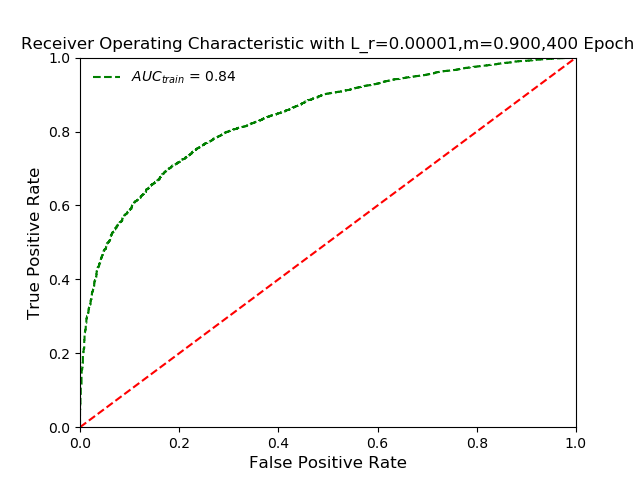 Receiver Operating Characteristic with L_r=0.00001,m=0.900,400 Epoch
AUC_train = 0.84
True Positive Rate
1.0
0.8
0.6
0.4
0.2
0.0
0.0 0.2 0.4 0.6 0.8 1.0
False Positive Rate